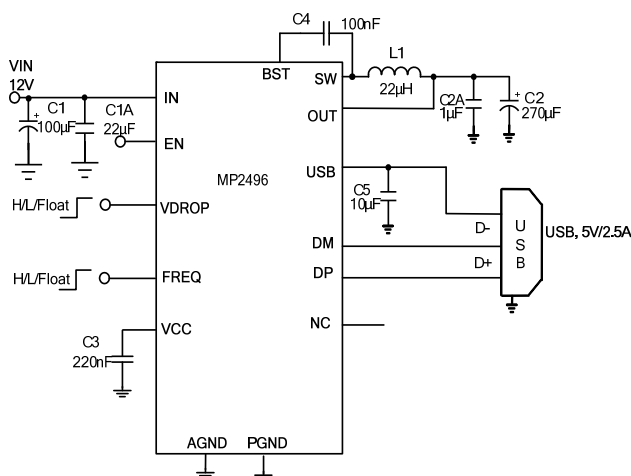 C4
100nF
VIN
12V
BST
SW
L1
22µH
IN
C1
100µF
+
C1A
22µF
OUT
C2A
1µF
+
C2
270µF
EN
MP2496
USB
C5
10µF
H/L/Float
VDROP
D-
USB
USB, 5V/2.5A
DM
D+
H/L/Float
FREQ
DP
VCC
NC
C3
220nF
AGND
PGND